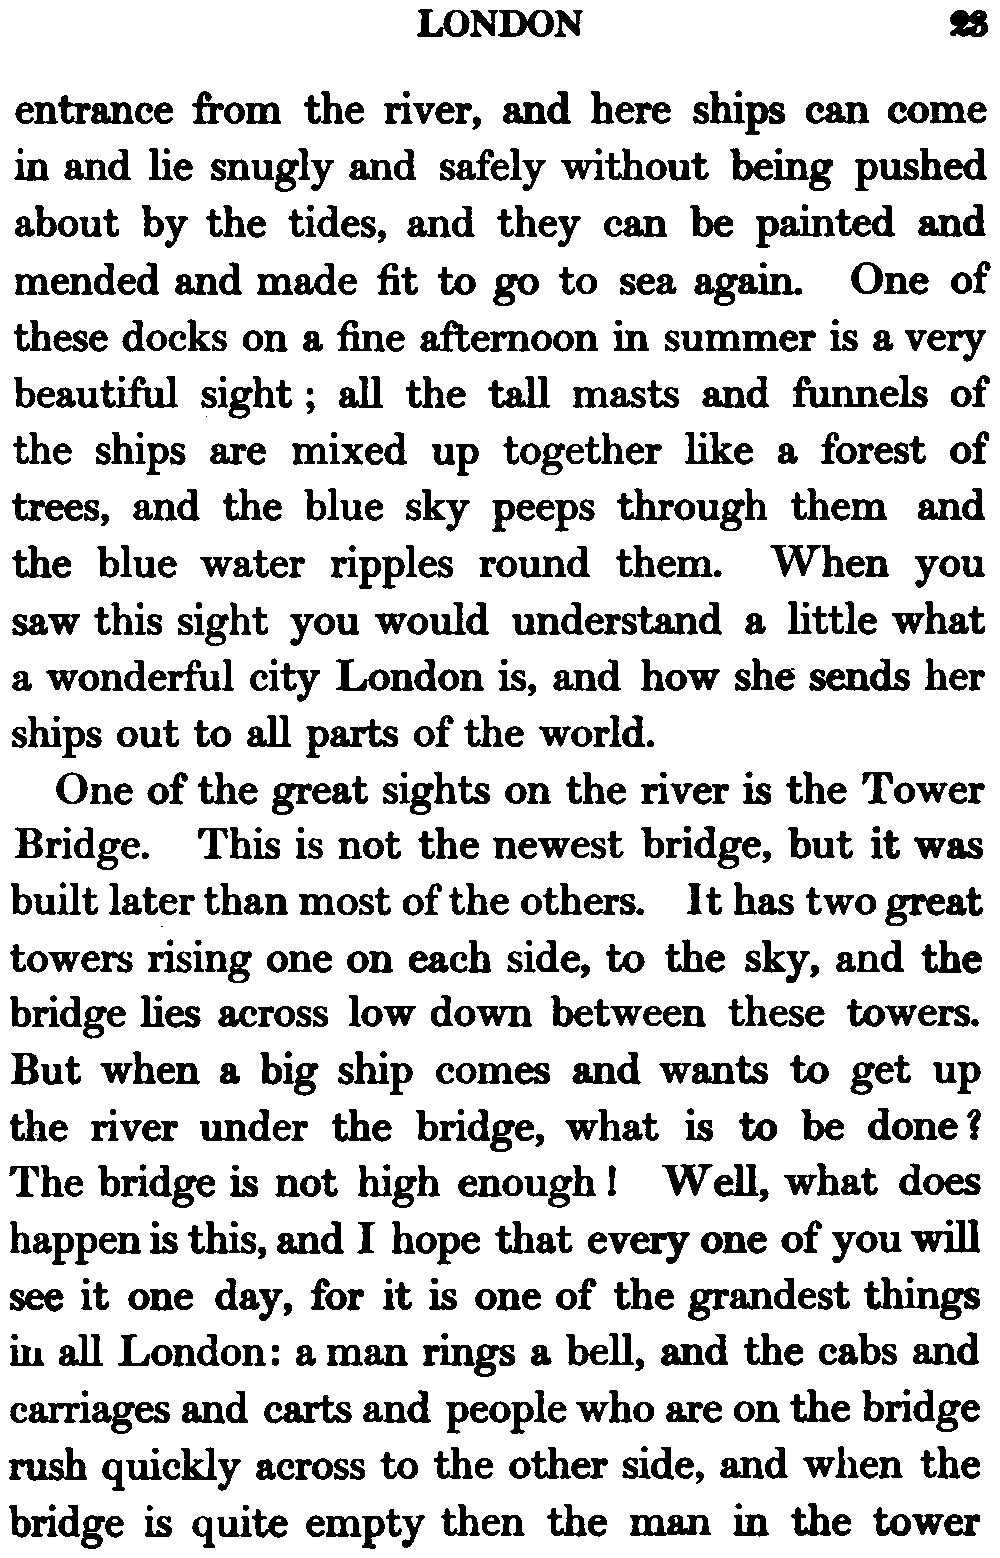 LONDON 23
entrance from the river, and here ships can come
in and lie snugly and safely without being pushed
about by the tides, and they can be painted and
mended and made fit to go to sea again. One of
these docks on a fine afternoon in summer is a very
beautiful sight ; all the tall masts and funnels of
the ships are mixed up together like a forest of
trees, and the blue sky peeps through them and
the blue water ripples round them. When you
saw this sight you would understand a little what
a wonderful city London is, and how she sends her
ships out to all parts of the world.
One of the great sights on the river is the Tower
Bridge. This is not the newest bridge, but it was
built later than most of the others. It has two great
towers rising one on each side, to the sky, and the
bridge lies across low down between these towers.
But when a big ship comes and wants to get up
the river under the bridge, what is to be done?
The bridge is not high enough! Well, what does
happen is this, and I hope that every one of you will
see it one day, for it is one of the grandest things
in all London: a man rings a bell, and the cabs and
carriages and carts and people who are on the bridge
rush quickly across to the other side, and when the
bridge is quite empty then the man in the tower